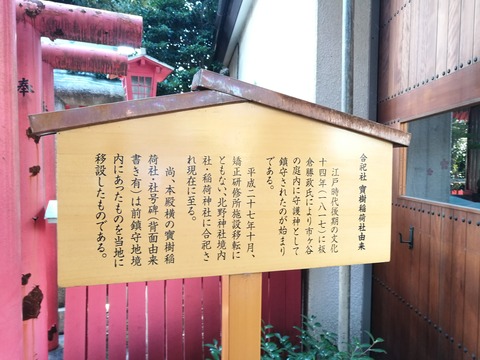 合祀社 寶樹稲荷社由来
江戸時代後期の文化
十四年(一八一七)に板
倉勝政氏により市ヶ谷
の庭内に守護神として
鎮守されたのが始まり
である。
平成二十七年十月、
矯正研修所施設移転に
ともない、北野神社境内
社、稲荷神社に合祀さ
れ現在に至る。
尚、本殿横の寶樹稲
荷社・社号碑(背面由来
書き有)は前鎮守地境
内にあったものを当地に
移設したものである。
奉